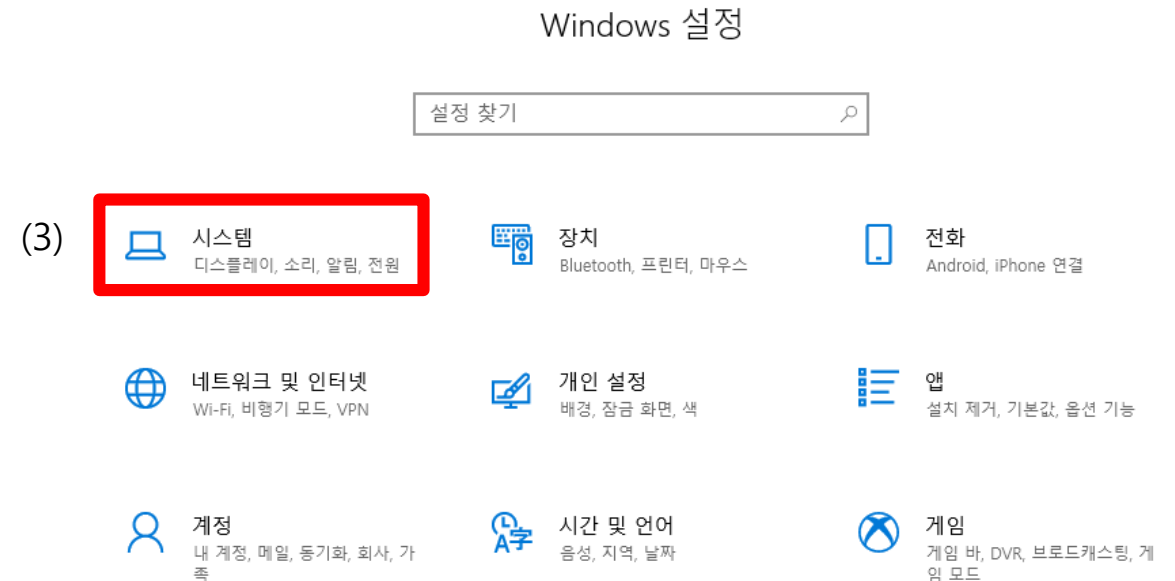 Windows 설정
설정 찾기
(3)
시스템
디스플레이, 소리, 알림, 전원
장치
Bluetooth, 프린터, 마우스
전화
Android, iPhone 연결
네트워크 및 인터넷
Wi-Fi, 비행기 모드, VPN
개인 설정
배경, 잠금 화면, 색
앱
설치 제거, 기본값, 옵션 기능
계정
내 계정, 메일, 동기화, 회사, 가
족
시간 및 언어
음성, 지역, 날짜
게임
게임 바, DVR, 브로드캐스팅, 게
임 모드